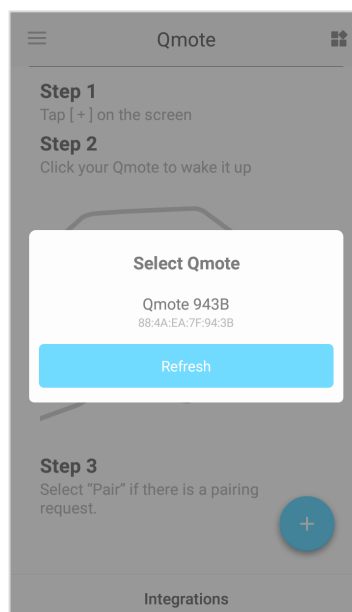 Qmote
Step 1
Tap [ + ] on the screen
Step 2
Click your Qmote to wake it up
Select Qmote
Qmote 943B
88:4A:EA:7F:94:3B
Refresh
Step 3
Select “Pair” if there is a pairing
request.
+
Integrations